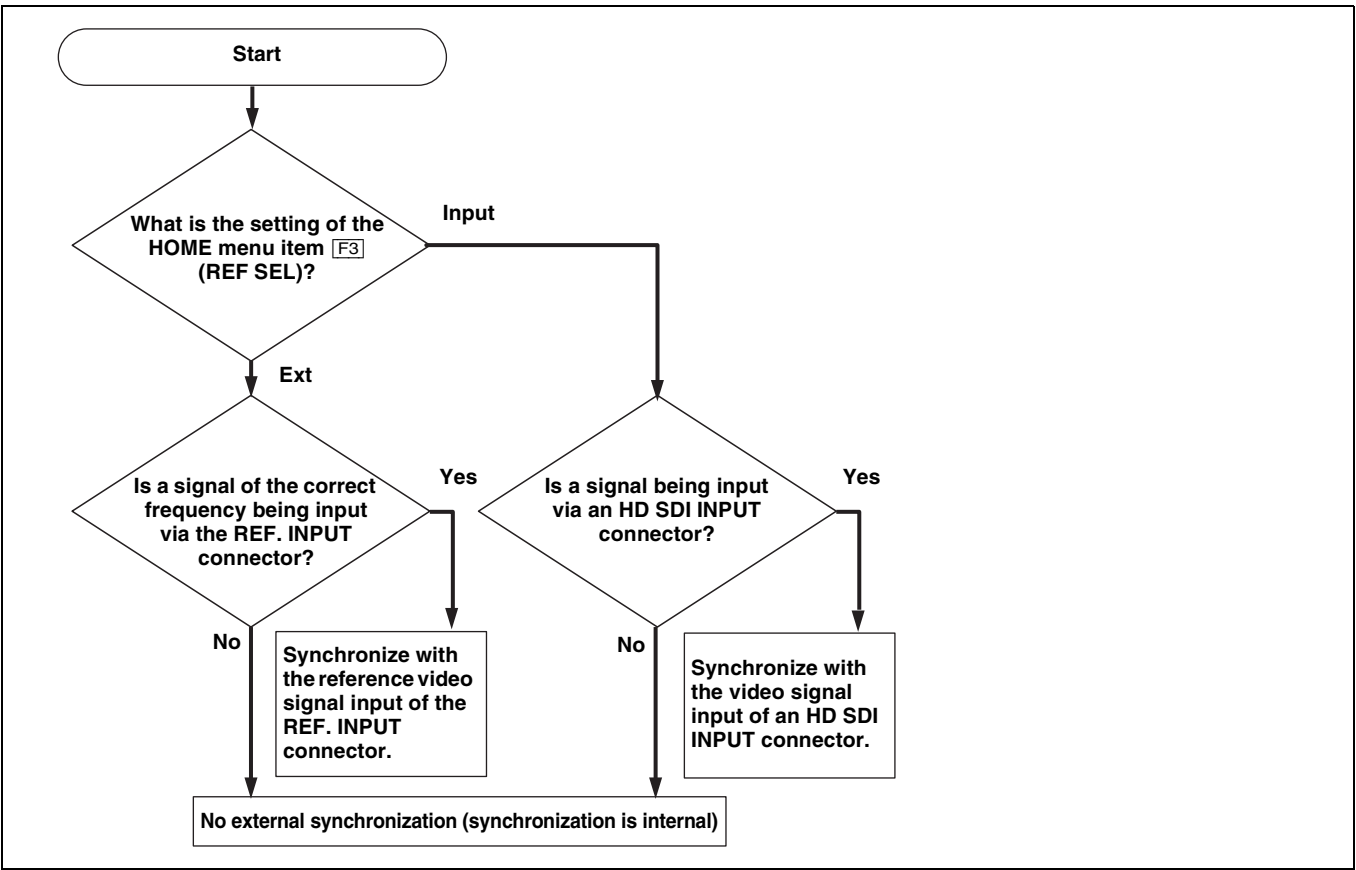 Start
What is the setting of the
HOME menu item F3
(REF SEL)?
Input
Ext
Is a signal of the correct
frequency being input
via the REF. INPUT
connector?
Yes
Is a signal being input
via an HD SDI INPUT
connector?
Yes
No
Synchronize with
the reference video
signal input of the
REF. INPUT
connector.
No
Synchronize with
the video signal
input of an HD SDI
INPUT connector.
No external synchronization (synchronization is internal)